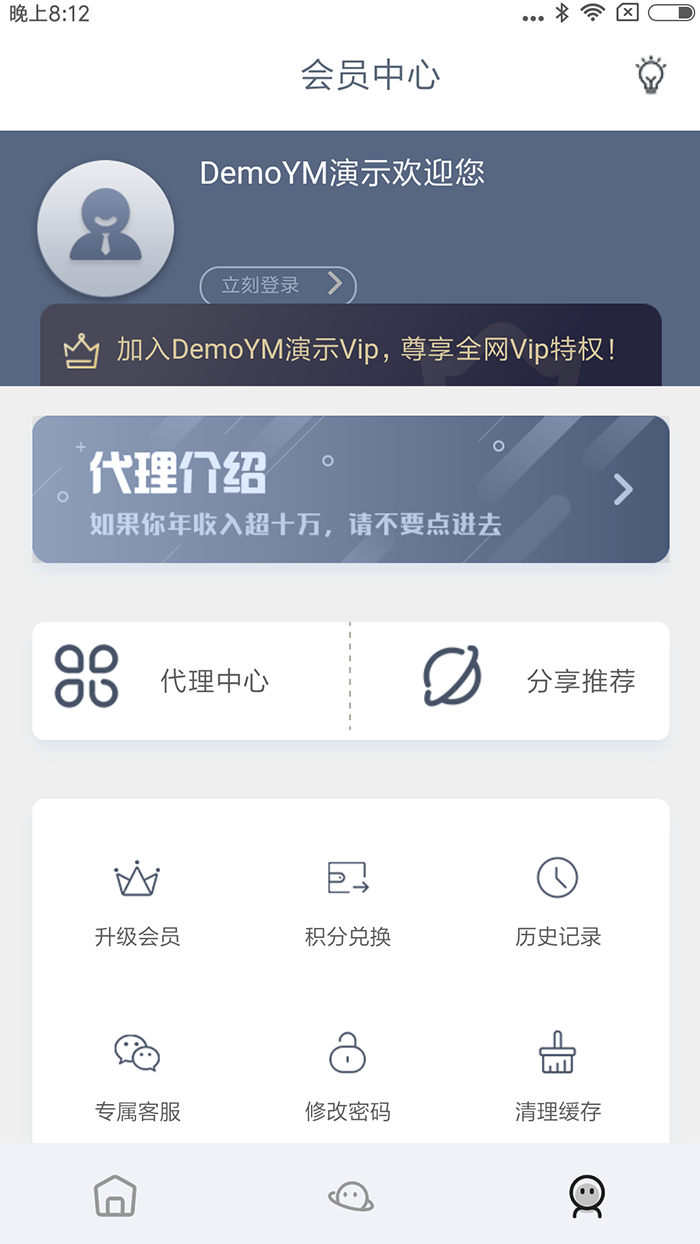 晚上8:12
会员中心
DemoYM演示欢迎您
立刻登录
加入DemoYM演示Vip，尊享全网Vip特权！
代理介绍
如果你年收入超十万，请不要点进去
代理中心
分享推荐
升级会员
积分兑换
历史记录
专属客服
修改密码
清理缓存